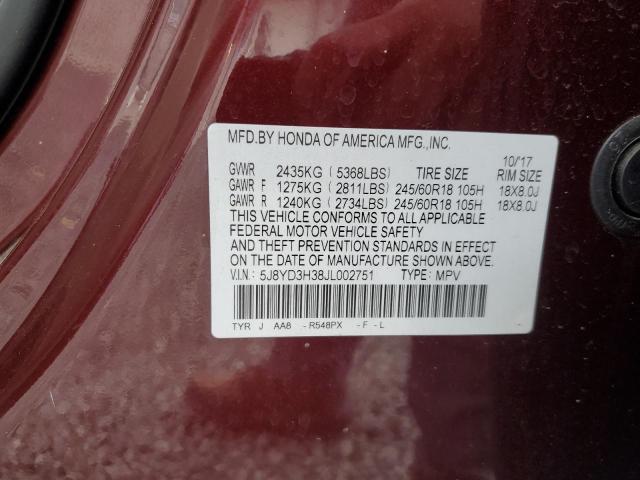 MFD.BY HONDA OF AMERICA MFG.,INC.
10/17
GVWR 2435KG ( 5368LBS) TIRE SIZE RIM SIZE
GAWR F 1275KG ( 2811LBS) 245/60R18 105H 18X8.0J
GAWR R 1240KG ( 2734LBS) 245/60R18 105H 18X8.0J
THIS VEHICLE CONFORMS TO ALL APPLICABLE
FEDERAL MOTOR VEHICLE SAFETY
AND THEFT PREVENTION STANDARDS IN EFFECT
ON THE DATE OF MANUFACTURE SHOWN ABOVE.
V.I.N.: 5J8YD3H38JL002751 TYPE: MPV
TYR J AA8 - R548PX - F - L